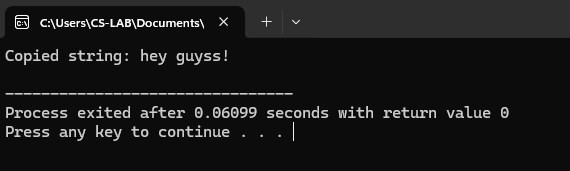 C:\Users\CS-LAB\Documents\
Copied string: hey guyss!
--------------------------------
Process exited after 0.06099 seconds with return value 0
Press any key to continue . . .